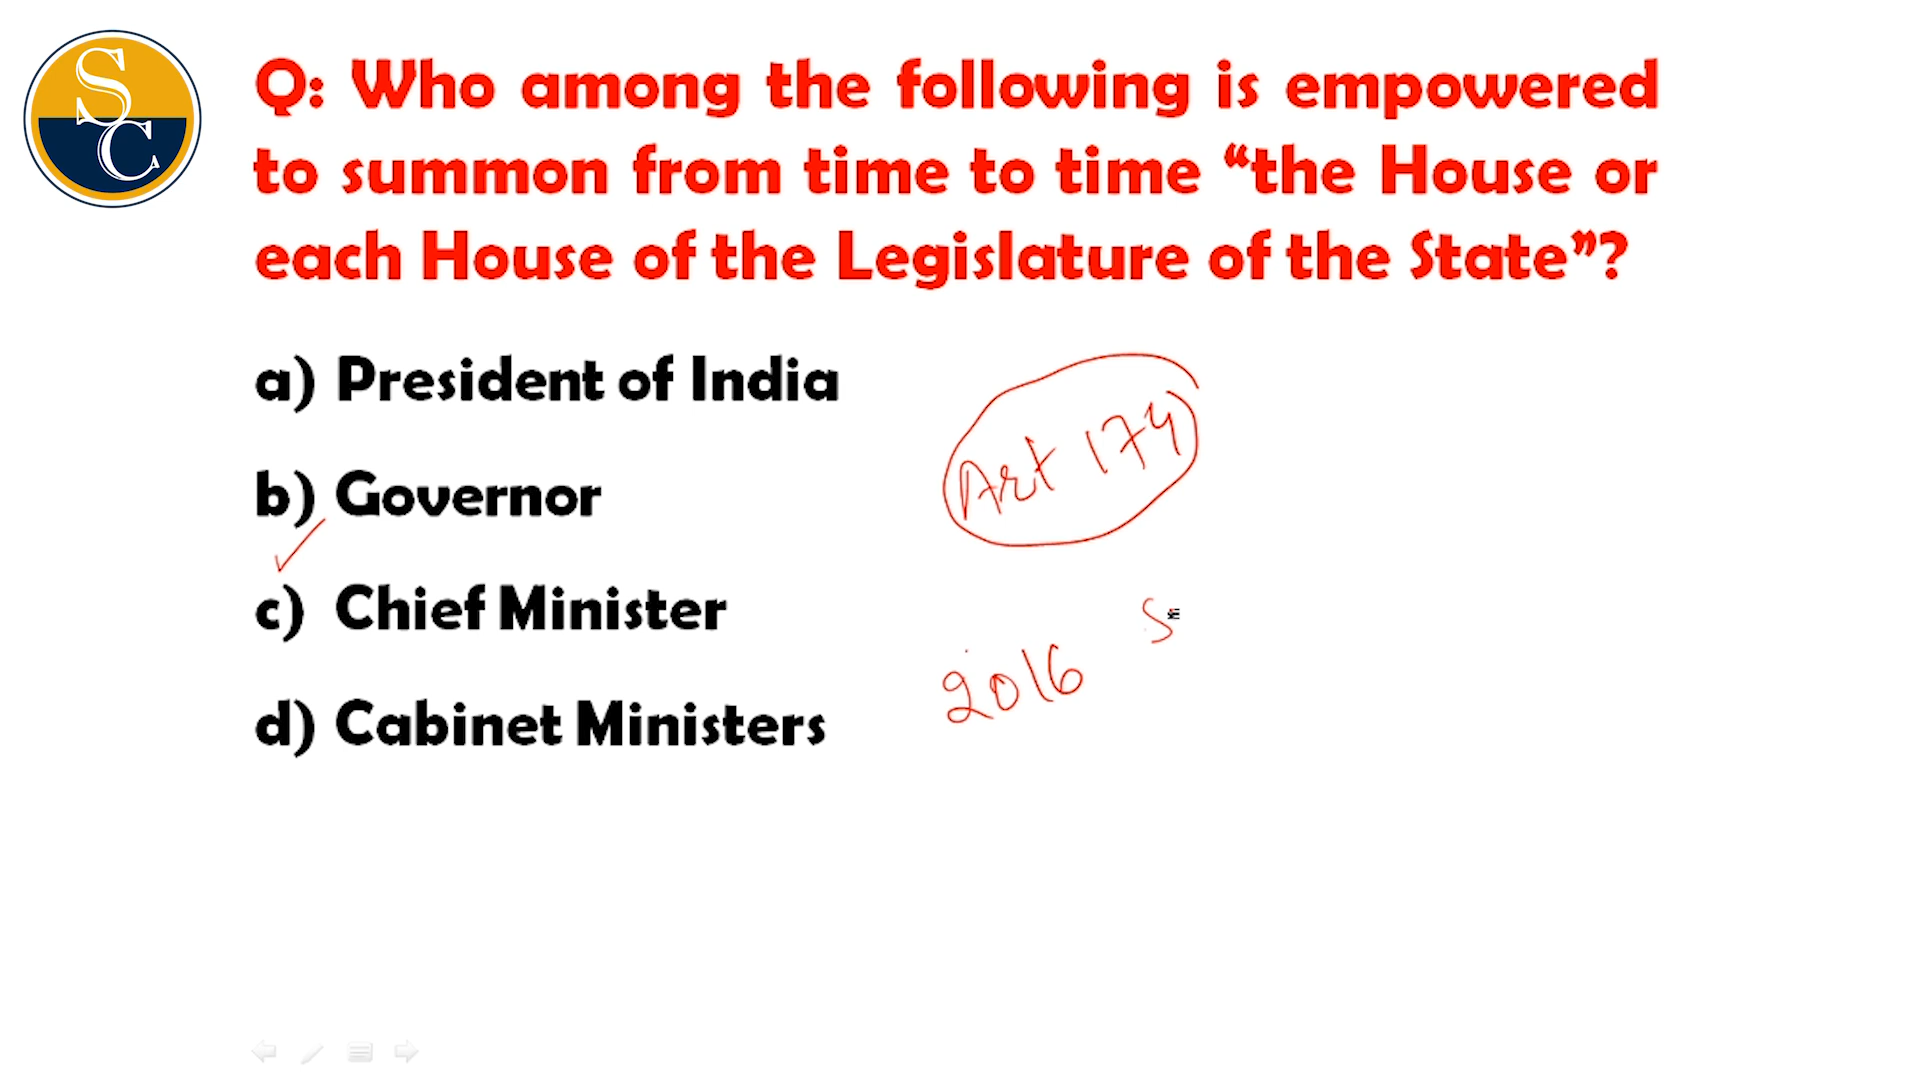 SC
Q: Who among the following is empowered
to summon from time to time “the House or
each House of the Legislature of the State”?
a) President of India
b) Governor
c) Chief Minister
d) Cabinet Ministers
Art 174
2016 S